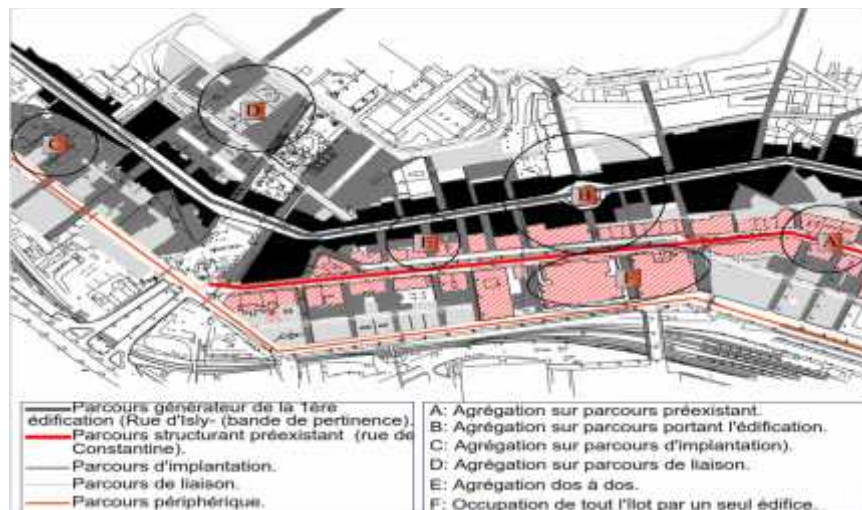 C
D
B
E
A
Parcours générateur de la 1ère
édification (Rue d'Isly- (bande de pertinence).
Parcours structurant préexistant (rue de
Constantine).
Parcours d'implantation.
Parcours de liaison.
Parcours périphérique.
A: Agrégation sur parcours préexistant.
B: Agrégation sur parcours portant l'édification.
C: Agrégation sur parcours d'implantation).
D: Agrégation sur parcours de liaison.
E: Agrégation dos à dos.
F: Occupation de tout l'îlot par un seul édifice.